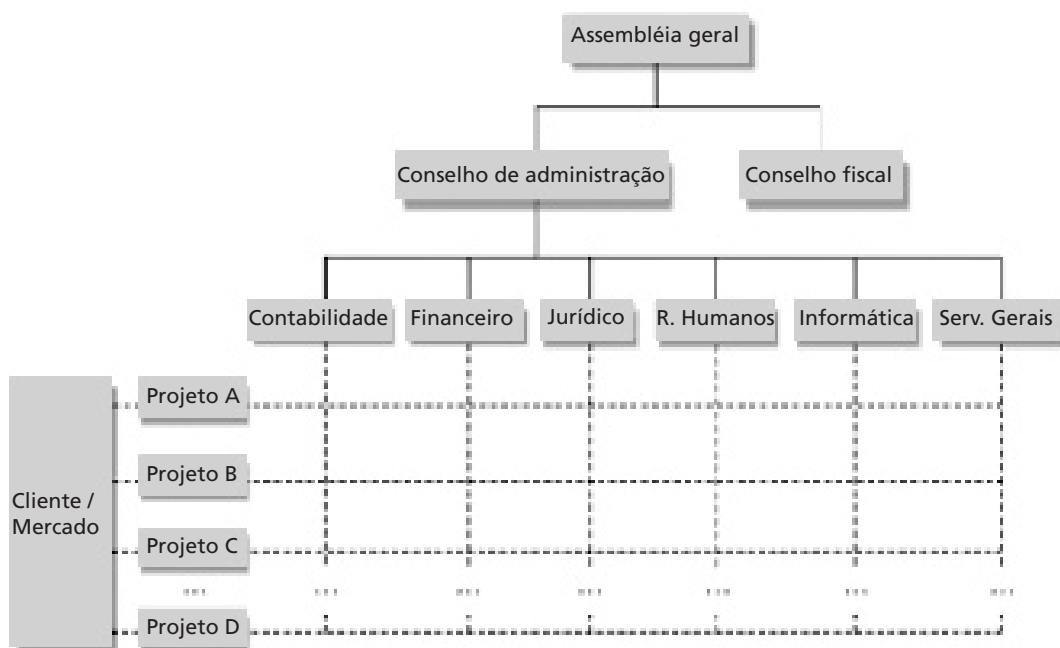 Assembléia geral
Conselho de administração
Conselho fiscal
Contabilidade
Financeiro
Jurídico
R. Humanos
Informática
Serv. Gerais
Cliente /
Mercado
Projeto A
Projeto B
Projeto C
Projeto D